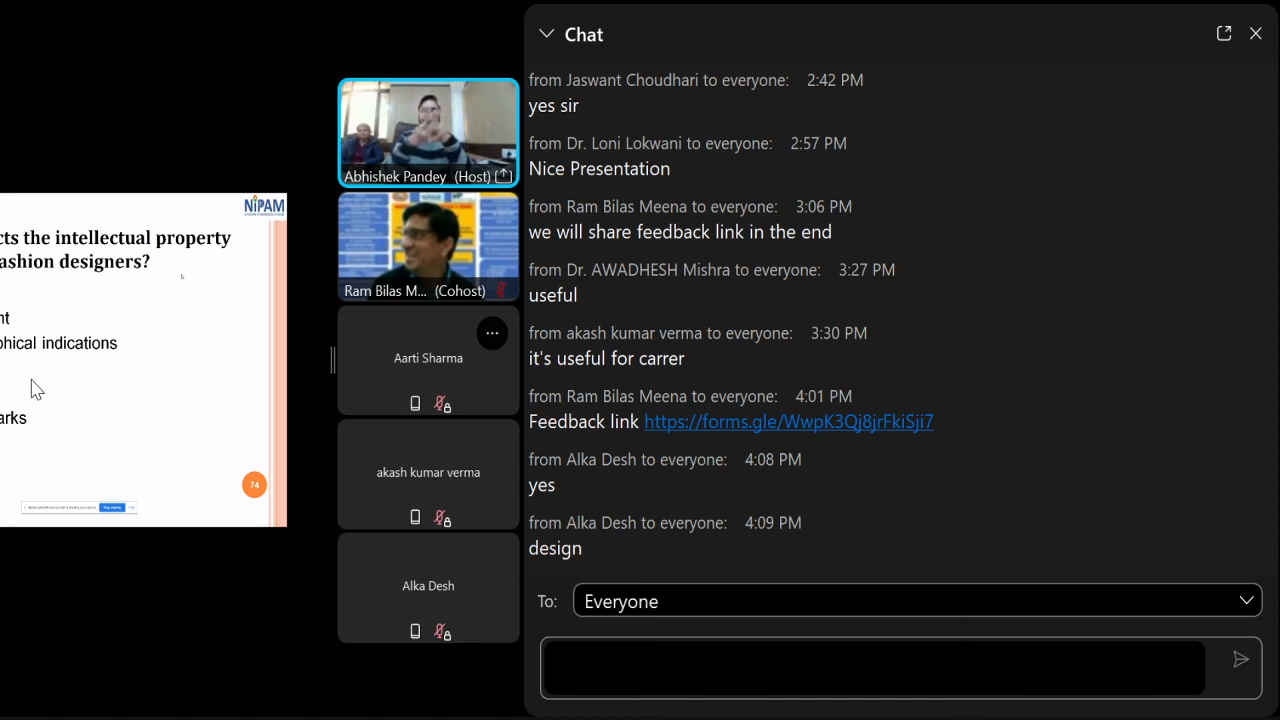 NiPAM
cts the intellectual property
ashion designers?
nt
phical indications
arks
74
Abhishek Pandey (Host)
Ram Bilas M... (Cohost)
Aarti Sharma
akash kumar verma
Alka Desh
Chat
from Jaswant Choudhari to everyone: 2:42 PM
yes sir
from Dr. Loni Lokwani to everyone: 2:57 PM
Nice Presentation
from Ram Bilas Meena to everyone: 3:06 PM
we will share feedback link in the end
from Dr. AWADHESH Mishra to everyone: 3:27 PM
useful
from akash kumar verma to everyone: 3:30 PM
it's useful for carrer
from Ram Bilas Meena to everyone: 4:01 PM
Feedback link https://forms.gle/WwpK3Qj8jrFkiSji7
from Alka Desh to everyone: 4:08 PM
yes
from Alka Desh to everyone: 4:09 PM
design
To: Everyone